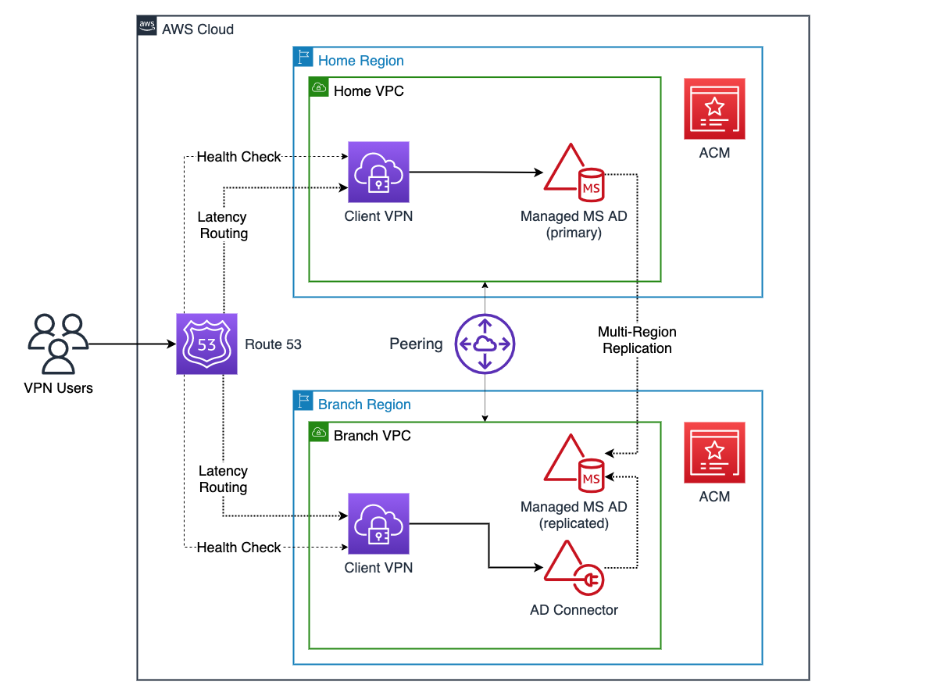 aws
AWS Cloud
Home Region
Home VPC
ACM
Health Check
Client VPN
MS
Managed MS AD
(primary)
Latency
Routing
VPN Users
53
Route 53
Peering
Multi-Region
Replication
Branch Region
Branch VPC
ACM
Latency
Routing
MS
Managed MS AD
(replicated)
Health Check
Client VPN
AD Connector